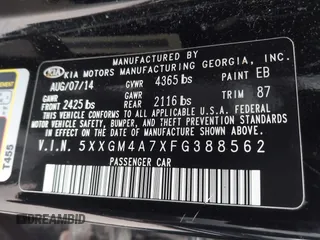 MANUFACTURED BY
KIA KIA MOTORS MANUFACTURING GEORGIA, INC.
AUG/07/14 GVWR 4365 lbs PAINT EB
GAWR FRONT 2425 lbs GAWR REAR 2116 lbs TRIM 87
THIS VEHICLE CONFORMS TO ALL APPLICABLE
FEDERAL MOTOR VEHICLE SAFETY, BUMPER AND
THEFT PREVENTION STANDARDS IN EFFECT ON THE
DATE OF MANUFACTURE SHOWN ABOVE.
V.I.N. 5XXGM4A7XFG388562
PASSENGER CAR
T455
DREAMBID